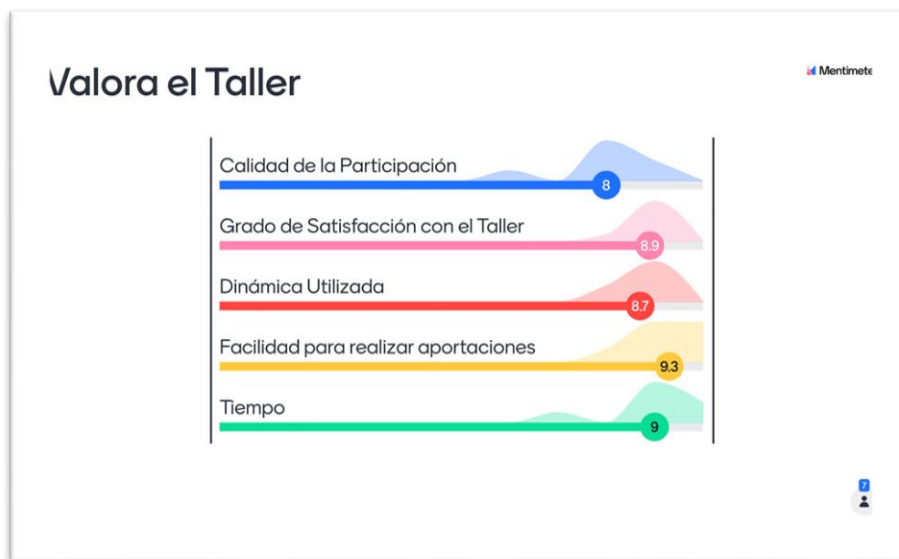 Valora el Taller
Mentimete
Calidad de la Participación
8
Grado de Satisfacción con el Taller
8.9
Dinámica Utilizada
8.7
Facilidad para realizar aportaciones
9.3
Tiempo
9
7